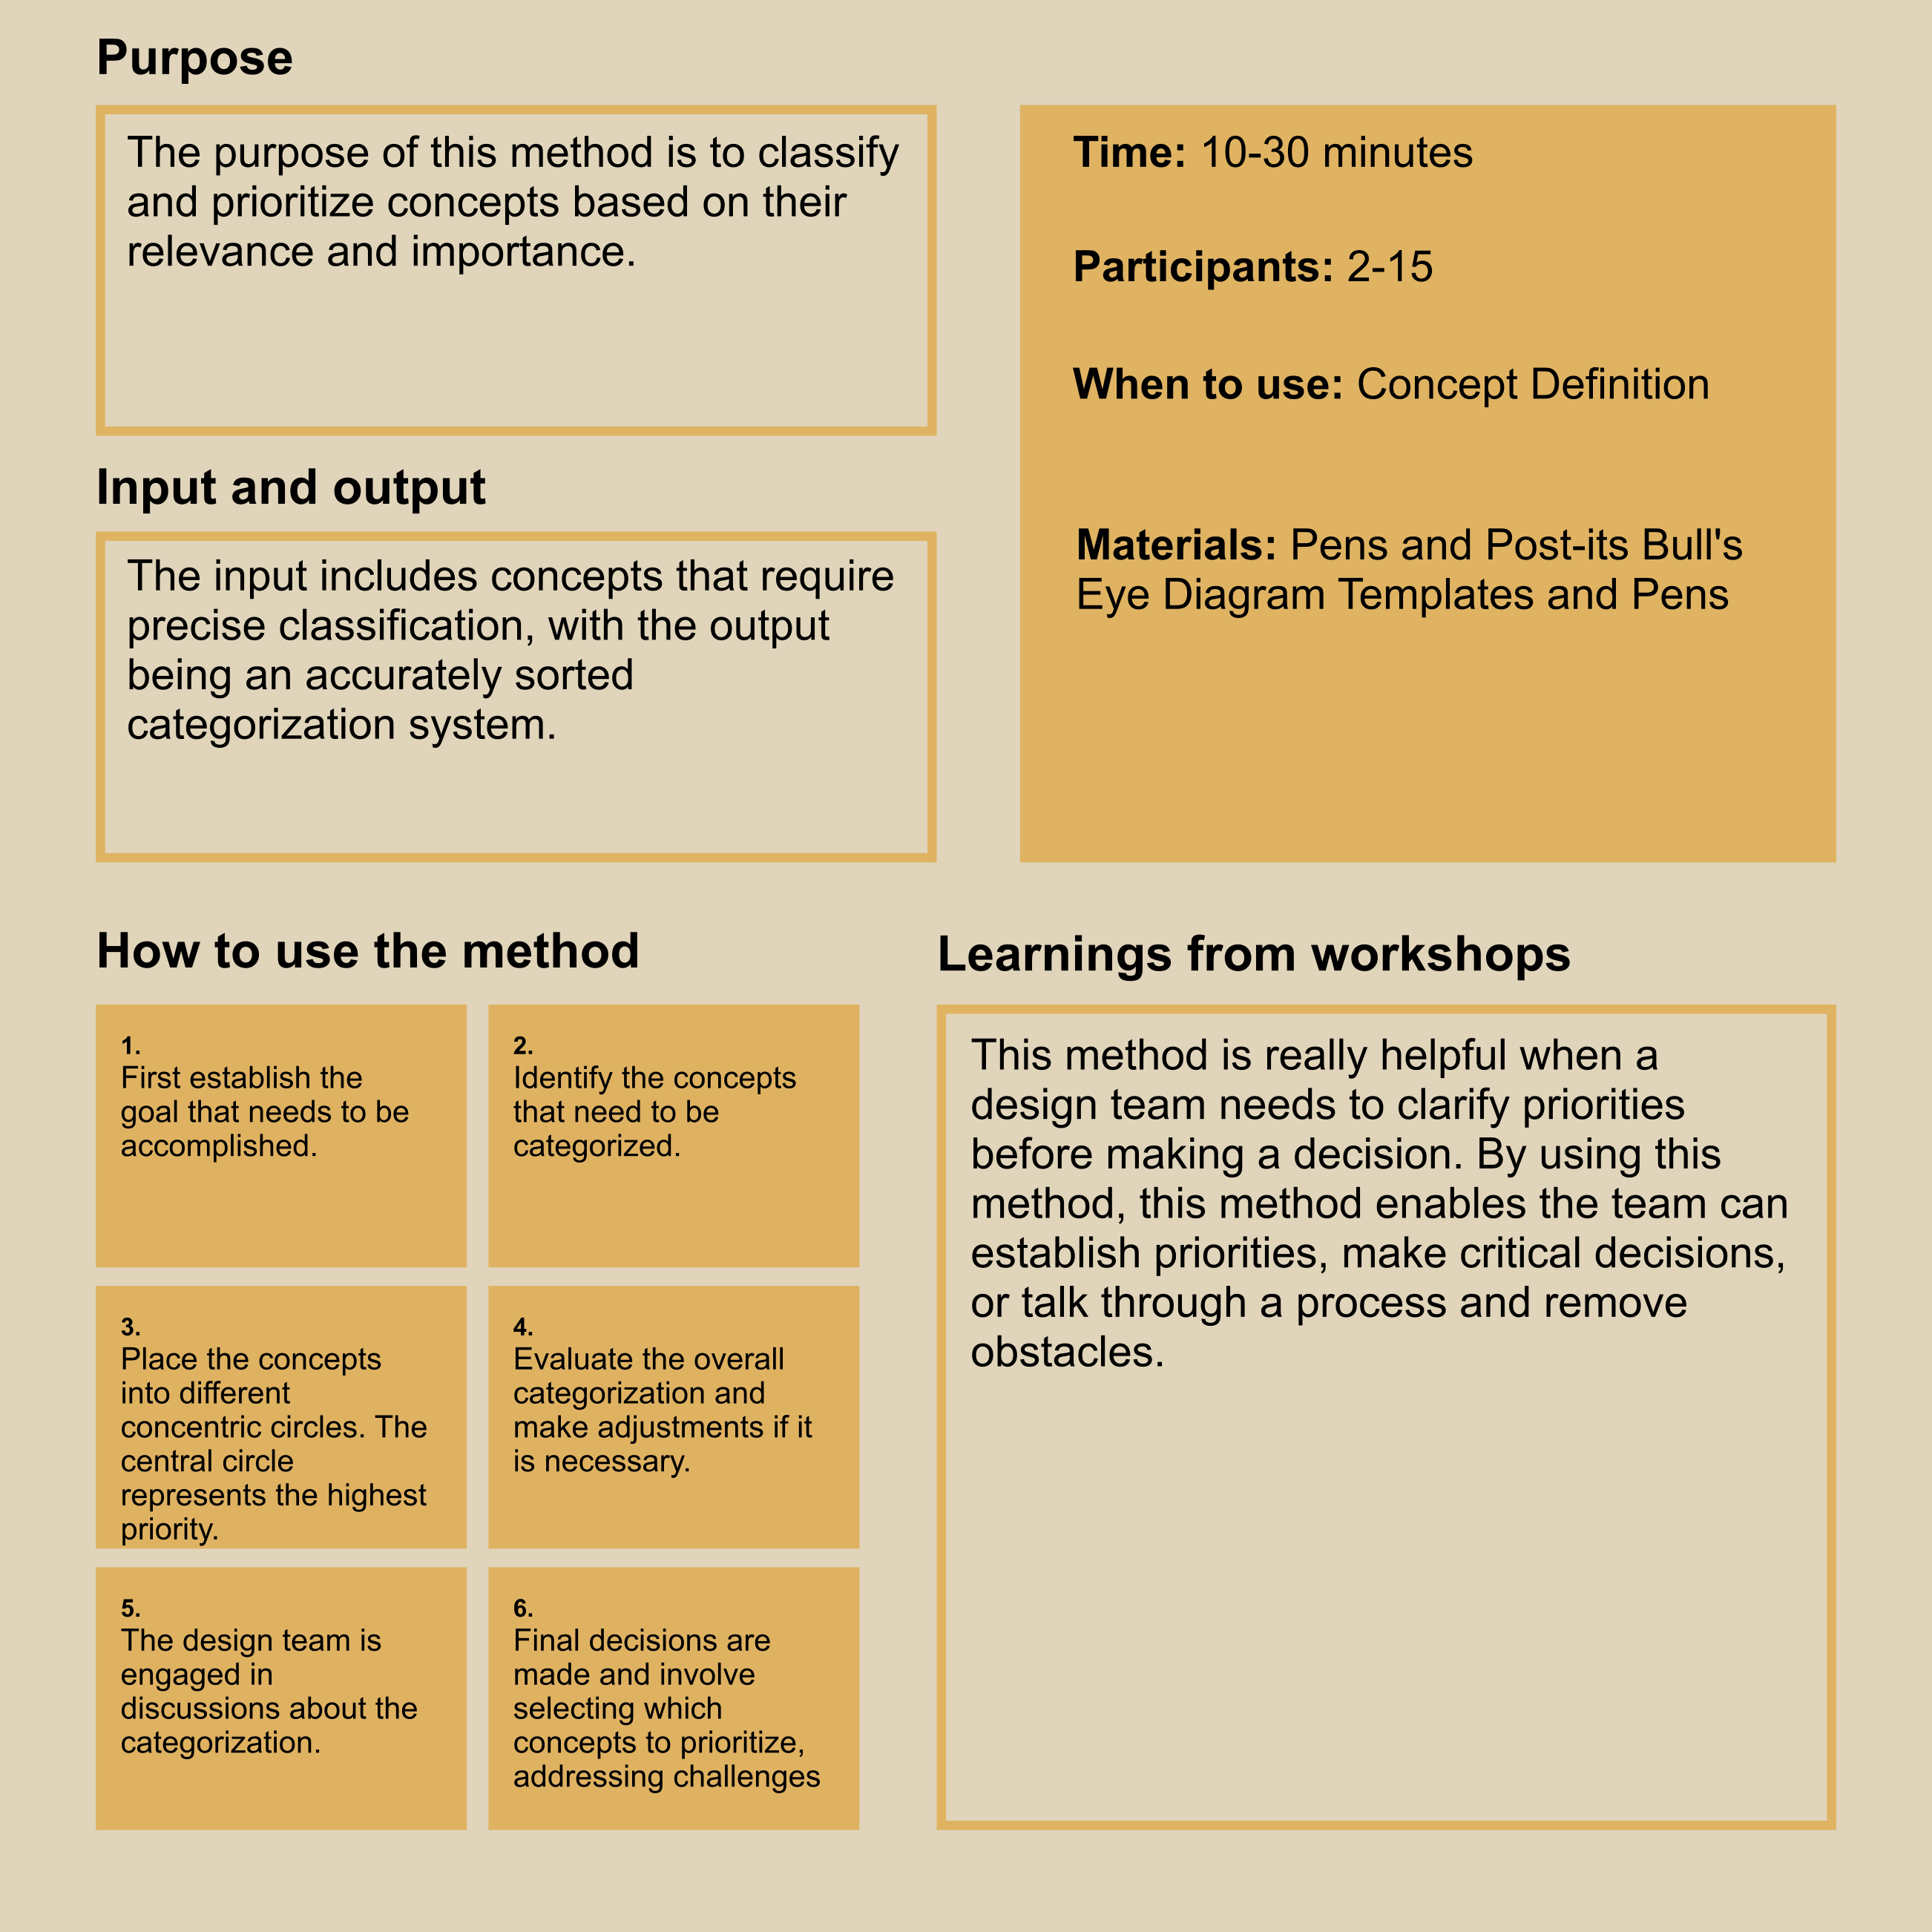 Purpose
The purpose of this method is to classify
and prioritize concepts based on their
relevance and importance.
Time: 10-30 minutes
Participants: 2-15
When to use: Concept Definition
Materials: Pens and Post-its Bull's
Eye Diagram Templates and Pens
Input and output
The input includes concepts that require
precise classification, with the output
being an accurately sorted
categorization system.
How to use the method
1.
First establish the
goal that needs to be
accomplished.
2.
Identify the concepts
that need to be
categorized.
3.
Place the concepts
into different
concentric circles. The
central circle
represents the highest
priority.
4.
Evaluate the overall
categorization and
make adjustments if it
is necessary.
5.
The design team is
engaged in
discussions about the
categorization.
6.
Final decisions are
made and involve
selecting which
concepts to prioritize,
addressing challenges
Learnings from workshops
This method is really helpful when a
design team needs to clarify priorities
before making a decision. By using this
method, this method enables the team can
establish priorities, make critical decisions,
or talk through a process and remove
obstacles.